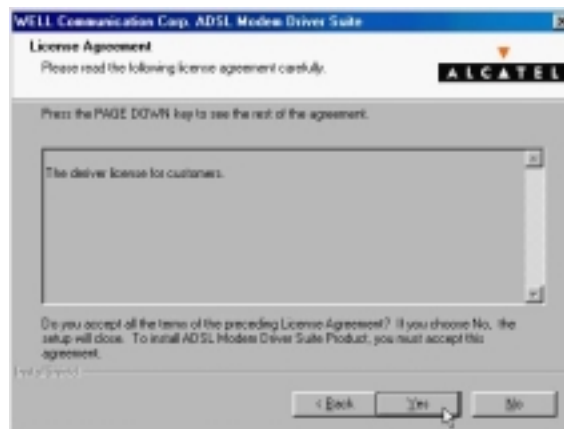 WELL Communication Corp. ADSL Modem Driver Suite
License Agreement
Please read the following license agreement carefully.
ALCATEL
Press the PAGE DOWN key to see the rest of the agreement.
The deriver license for customers.
Do you accept all the terms of the preceding License Agreement? If you choose No, the
setup will close. To install ADSL Modem Driver Suite Product, you must accept this
agreement.
InstallShield
< Back
Yes
No